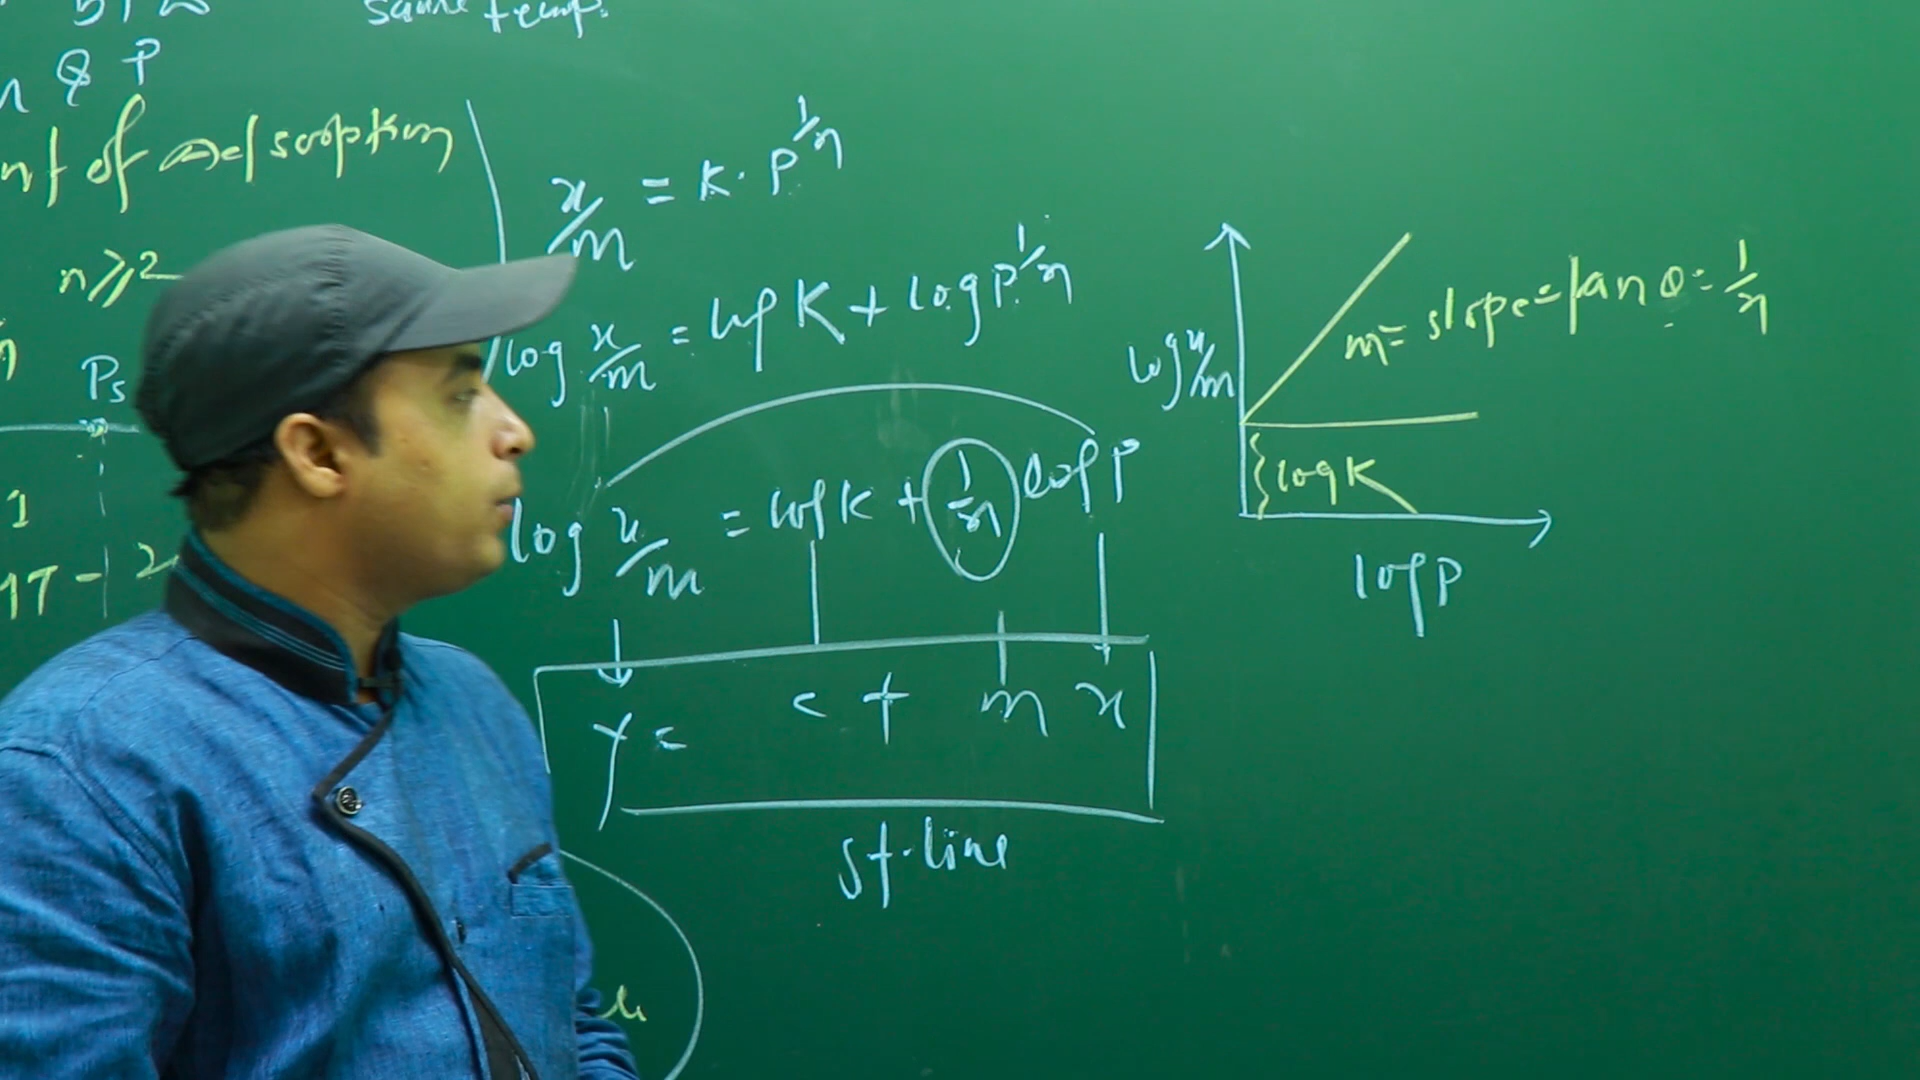 same temp.
n & P
nt of adsorption
n ⩾ 2
Ps
1
x/m = K. P^1/n
log x/m = log K + log P^1/n
log x/m = log K + 1/n log P
Y = c + m x
st-line
log x/m
m = slope = tan θ = 1/n
log K
log P